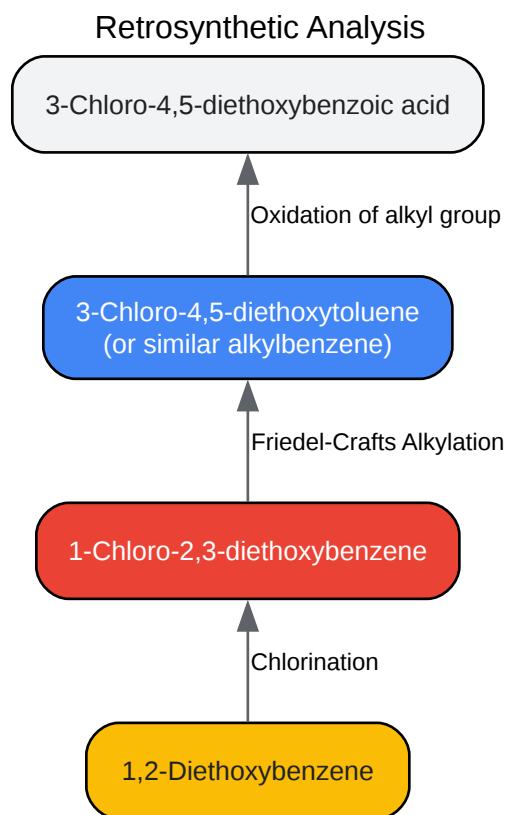 Retrosynthetic Analysis
3-Chloro-4,5-diethoxybenzoic acid
Oxidation of alkyl group
3-Chloro-4,5-diethoxytoluene
(or similar alkylbenzene)
Friedel-Crafts Alkylation
1-Chloro-2,3-diethoxybenzene
Chlorination
1,2-Diethoxybenzene